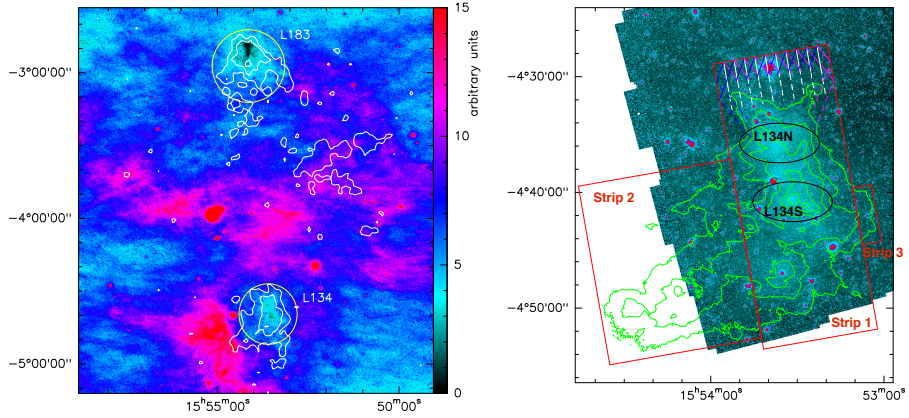 L183
−3°00'00"
−4°00'00"
L134
−5°00'00"
15ʰ55ᵐ00ˢ
50ᵐ00ˢ
15
10
5
0
arbitrary units
−4°30'00"
L134N
−4°40'00"
Strip 2
L134S
Strip 3
−4°50'00"
Strip 1
15ʰ54ᵐ00ˢ
53ᵐ00ˢ